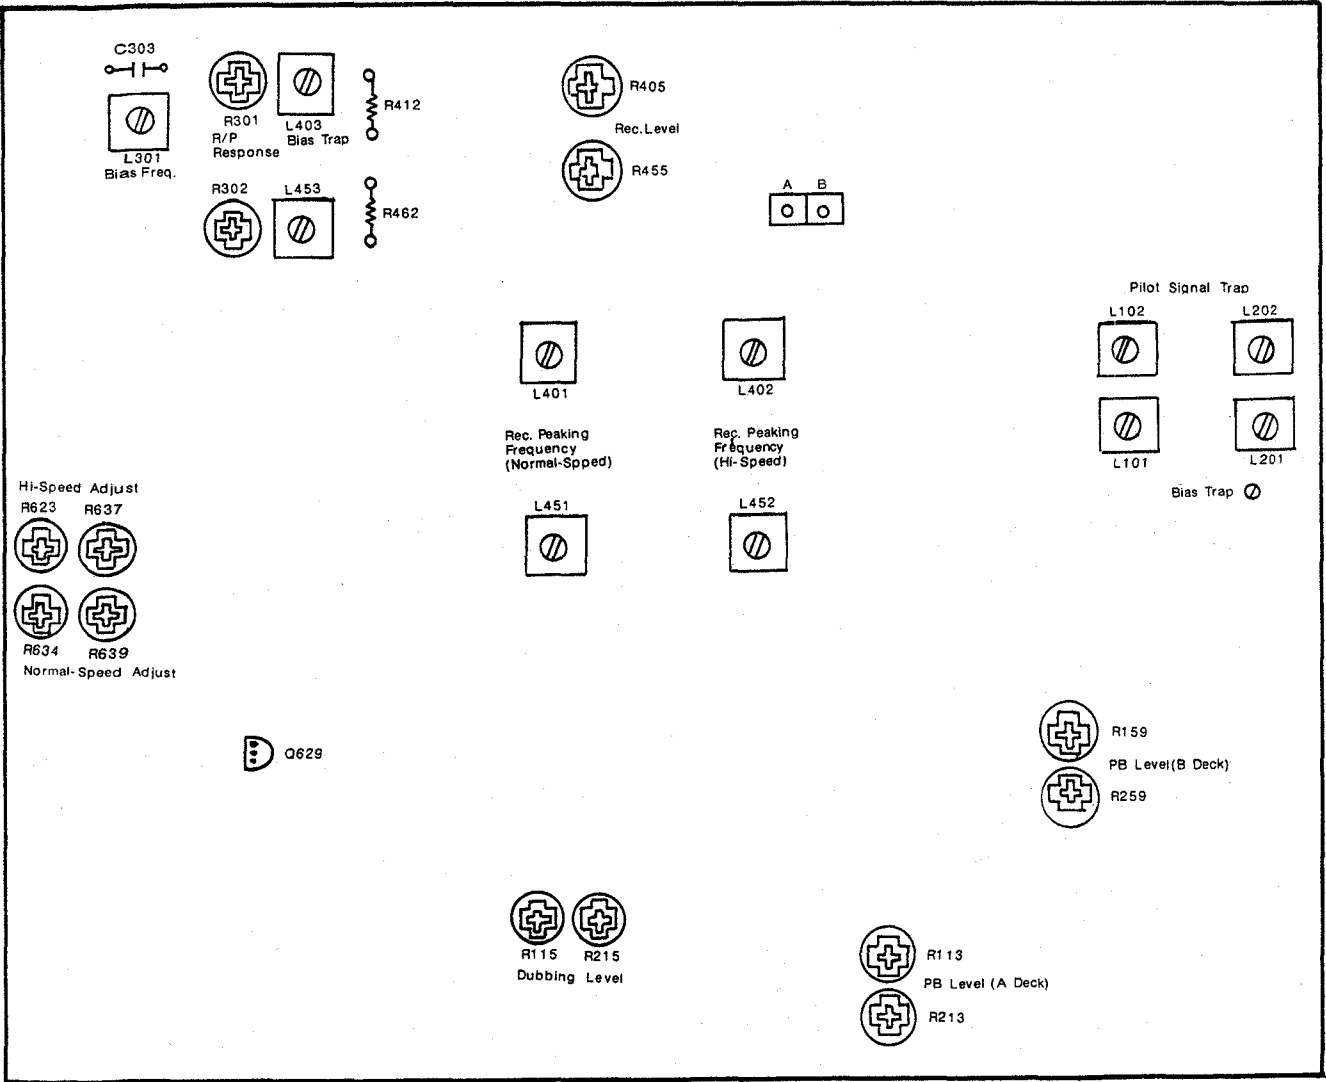 C303
L301
Bias Freq.
R301
R/P
Response
L403
Bias Trap
R412
R302
L453
R462
R405
Rec.Level
R455
A B
Pilot Signal Trap
L102
L202
L101
L201
Bias Trap
L401
L402
Rec. Peaking
Frequency
(Normal-Spped)
Rec. Peaking
Frequency
(Hi-Speed)
L451
L452
Hi-Speed Adjust
R623 R637
R634 R639
Normal-Speed Adjust
Q629
R159
PB Level(B Deck)
R259
R115 R215
Dubbing Level
R113
PB Level (A Deck)
R213